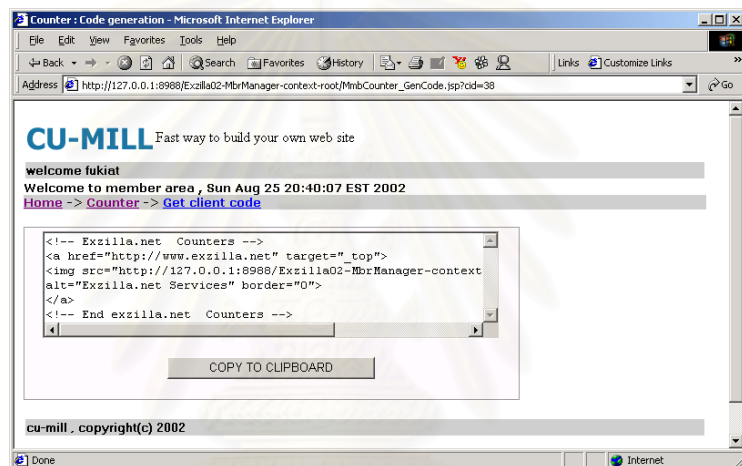 Counter : Code generation - Microsoft Internet Explorer
File Edit View Favorites Tools Help
Back Search Favorites History Links Customize Links »
Address http://127.0.0.1:8988/Exzilla02-MbrManager-context-root/MmbCounter_GenCode.jsp?cid=38 Go
CU-MILL Fast way to build your own web site
welcome fukiat
Welcome to member area , Sun Aug 25 20:40:07 EST 2002
Home -> Counter -> Get client code
<!-- Exzilla.net  Counters -->
<a href="http://www.exzilla.net" target="_top">
<img src="http://127.0.0.1:8988/Exzilla02-MbrManager-context
alt="Exzilla.net Services" border="0">
</a>
<!-- End exzilla.net  Counters -->
COPY TO CLIPBOARD
cu-mill , copyright(c) 2002
Done Internet